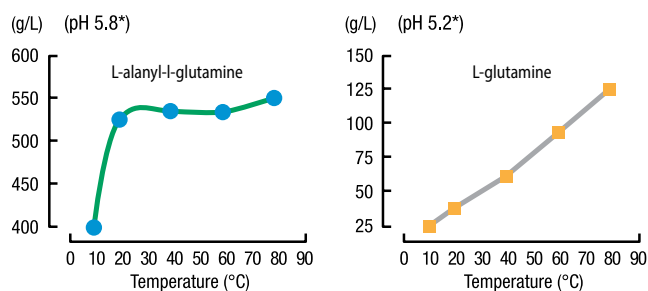 (g/L) (pH 5.8*)
600
550
500
450
400
L-alanyl-l-glutamine
0 10 20 30 40 50 60 70 80 90
Temperature (°C)
(g/L) (pH 5.2*)
150
125
100
75
50
25
L-glutamine
0 10 20 30 40 50 60 70 80 90
Temperature (°C)